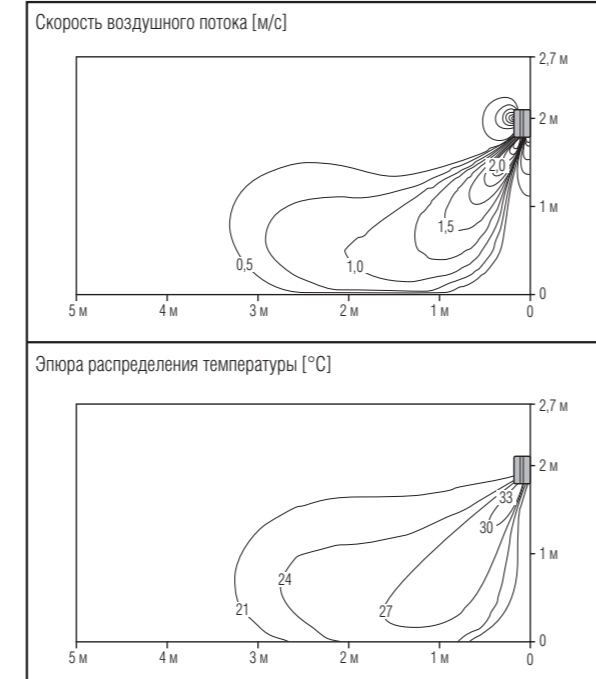 Скорость воздушного потока [м/с]
2,7 м
2 м
2,0
1 м
1,5
0,5
1,0
0
5 м 4 м 3 м 2 м 1 м 0
Эпюра распределения температуры [°C]
2,7 м
2 м
33
30
1 м
24
21
27
0
5 м 4 м 3 м 2 м 1 м 0